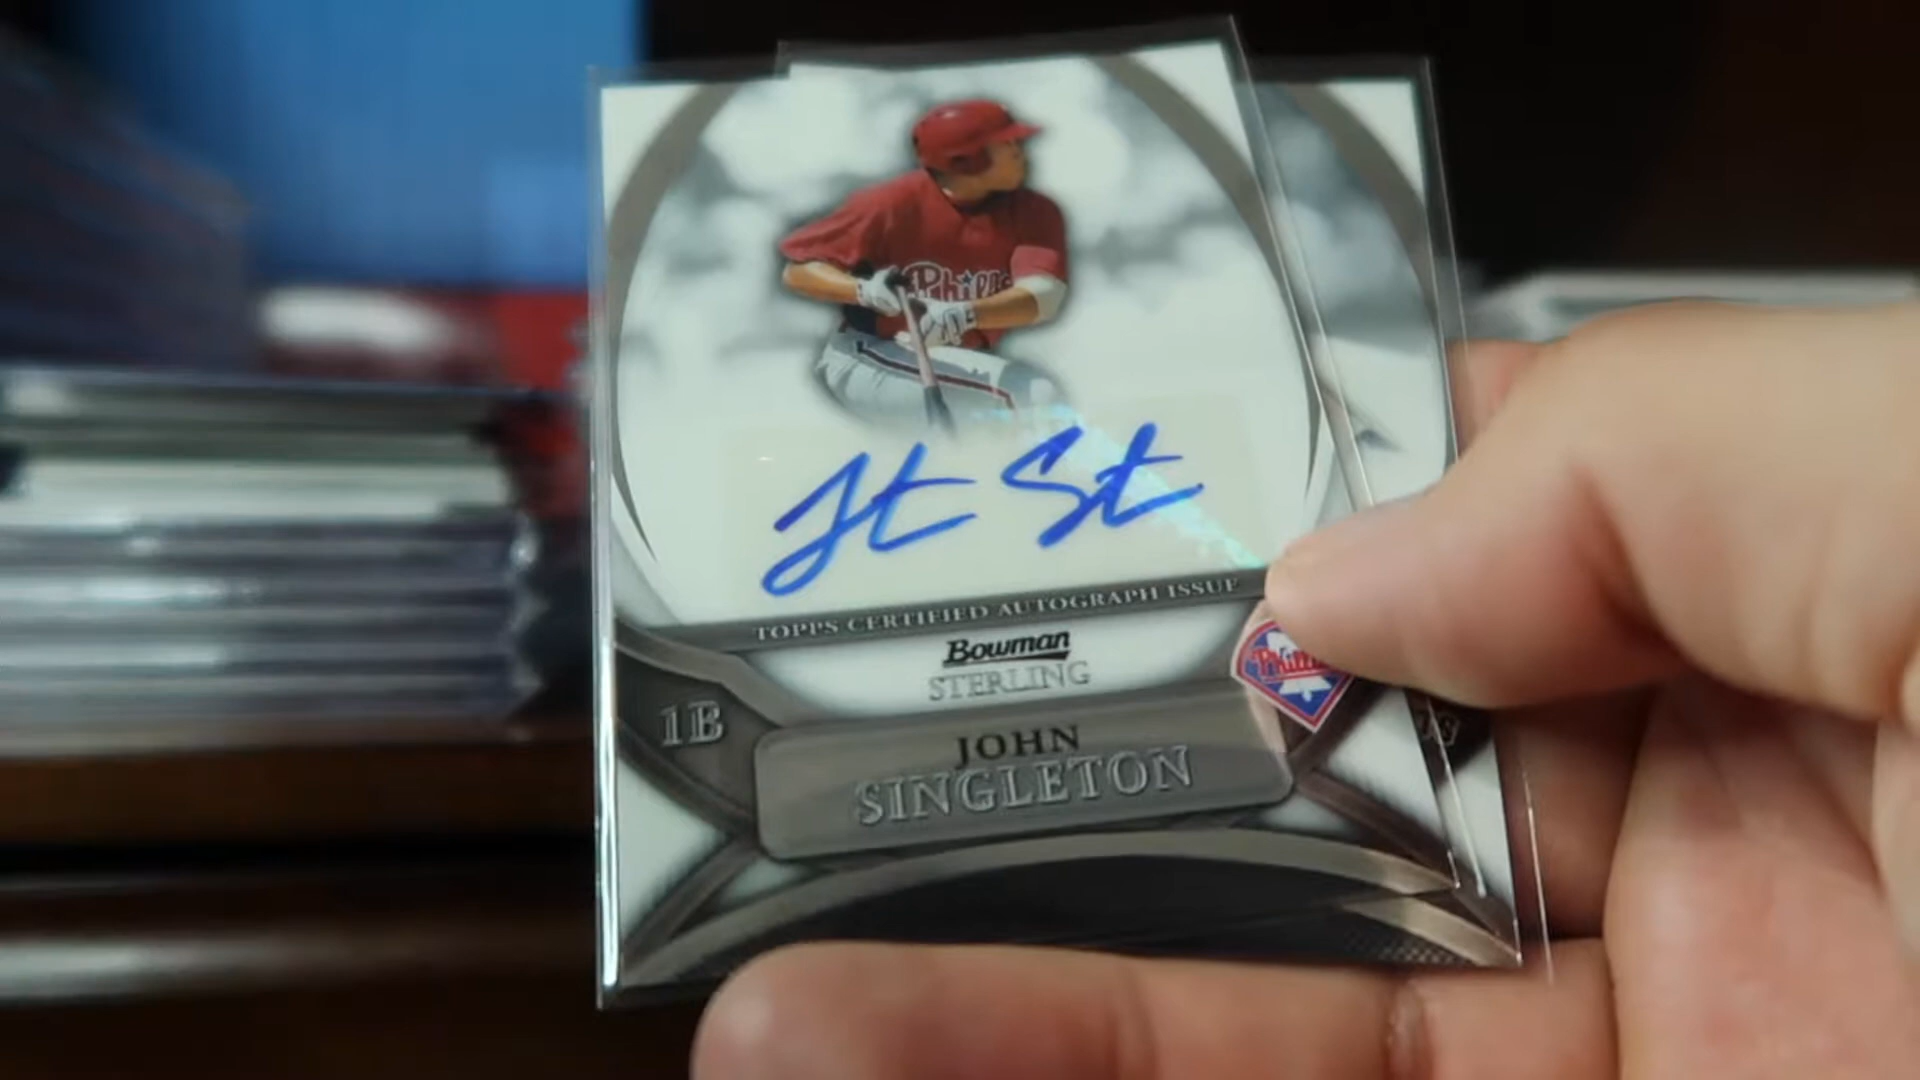 Phillies
TOPPS CERTIFIED AUTOGRAPH ISSUE
Bowman
STERLING
Phillies
1B
JOHN
SINGLETON